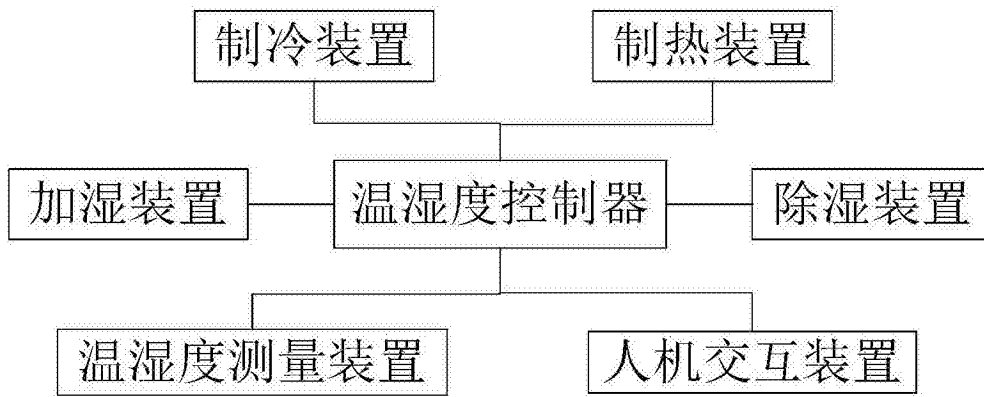 制冷装置
制热装置
加湿装置
温湿度控制器
除湿装置
温湿度测量装置
人机交互装置